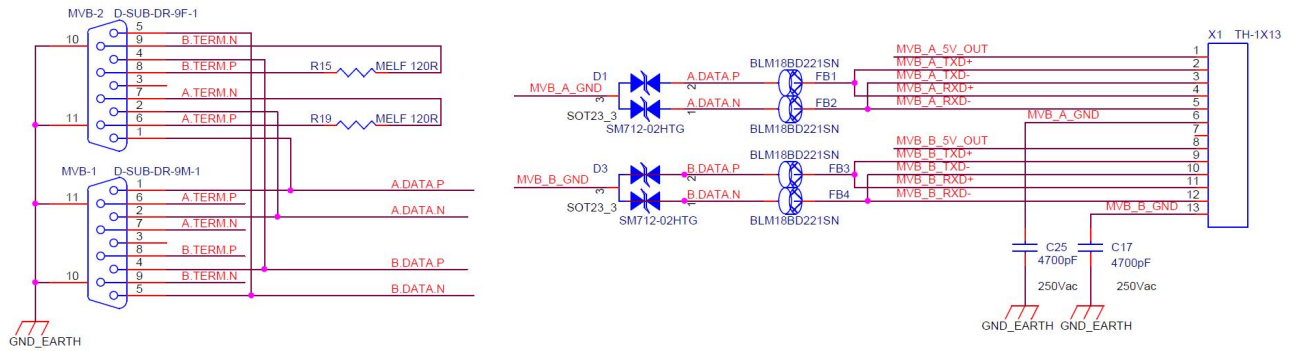 MVB-2 D-SUB-DR-9F-1
10
5
9 B.TERM.N
4
8 B.TERM.P
3
7 A.TERM.N
2
11
6 A.TERM.P
1
R15 MELF 120R
R19 MELF 120R
MVB-1 D-SUB-DR-9M-1
11
1 A.DATA.P
6 A.TERM.P
2 A.DATA.N
7 A.TERM.N
3
8 B.TERM.P
4 B.DATA.P
10
9 B.TERM.N
5 B.DATA.N
GND_EARTH
D1
MVB_A_GND
3
SOT23_3
SM712-02HTG
A.DATA.P
2
A.DATA.N
1
BLM18BD221SN
FB1
FB2
BLM18BD221SN
D3
MVB_B_GND
3
SOT23_3
SM712-02HTG
B.DATA.P
2
B.DATA.N
1
BLM18BD221SN
FB3
FB4
BLM18BD221SN
X1 TH-1X13
MVB_A_5V_OUT 1
MVB_A_TXD+ 2
MVB_A_TXD- 3
MVB_A_RXD+ 4
MVB_A_RXD- 5
MVB_A_GND 6
7
MVB_B_5V_OUT 8
MVB_B_TXD+ 9
MVB_B_TXD- 10
MVB_B_RXD+ 11
MVB_B_RXD- 12
MVB_B_GND 13
C25
4700pF
250Vac
C17
4700pF
250Vac
GND_EARTH GND_EARTH